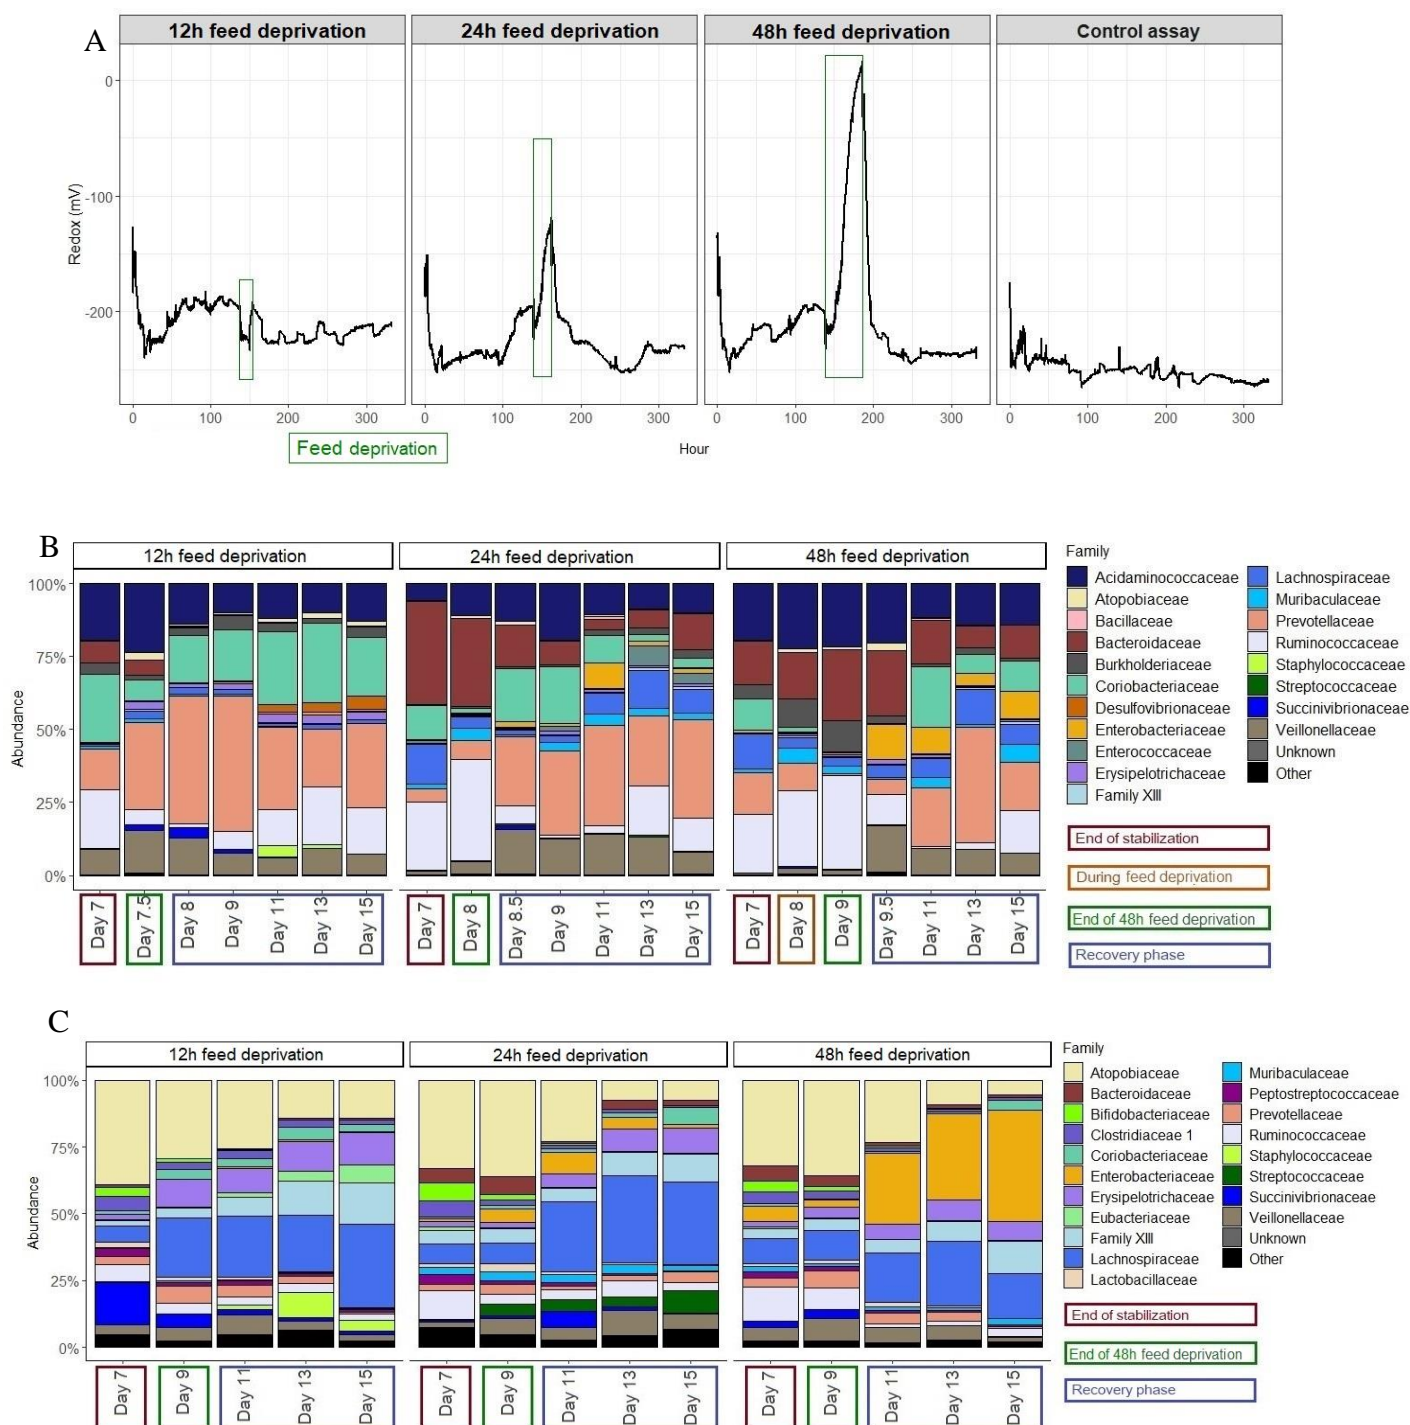 A
12h feed deprivation
24h feed deprivation
48h feed deprivation
Control assay
Redox (mV)
0
-100
-200
0 100 200 300
0 100 200 300
0 100 200 300
0 100 200 300
Feed deprivation
Hour
B
12h feed deprivation
24h feed deprivation
48h feed deprivation
Abundance
100%
75%
50%
25%
0%
Day 7
Day 7.5
Day 8
Day 9
Day 11
Day 13
Day 15
Day 7
Day 8
Day 8.5
Day 9
Day 11
Day 13
Day 15
Day 7
Day 8
Day 9
Day 9.5
Day 11
Day 13
Day 15
Family
Acidaminococcaceae
Atopobiaceae
Bacillaceae
Bacteroidaceae
Burkholderiaceae
Coriobacteriaceae
Desulfovibrionaceae
Enterobacteriaceae
Enterococcaceae
Erysipelotrichaceae
Family XIII
Lachnospiraceae
Muribaculaceae
Prevotellaceae
Ruminococcaceae
Staphylococcaceae
Streptococcaceae
Succinivibrionaceae
Veillonellaceae
Unknown
Other
End of stabilization
During feed deprivation
End of 48h feed deprivation
Recovery phase
C
12h feed deprivation
24h feed deprivation
48h feed deprivation
Abundance
100%
75%
50%
25%
0%
Day 7
Day 9
Day 11
Day 13
Day 15
Day 7
Day 9
Day 11
Day 13
Day 15
Day 7
Day 9
Day 11
Day 13
Day 15
Family
Atopobiaceae
Bacteroidaceae
Bifidobacteriaceae
Clostridiaceae 1
Coriobacteriaceae
Enterobacteriaceae
Erysipelotrichaceae
Eubacteriaceae
Family XIII
Lachnospiraceae
Lactobacillaceae
Muribaculaceae
Peptostreptococcaceae
Prevotellaceae
Ruminococcaceae
Staphylococcaceae
Streptococcaceae
Succinivibrionaceae
Veillonellaceae
Unknown
Other
End of stabilization
End of 48h feed deprivation
Recovery phase